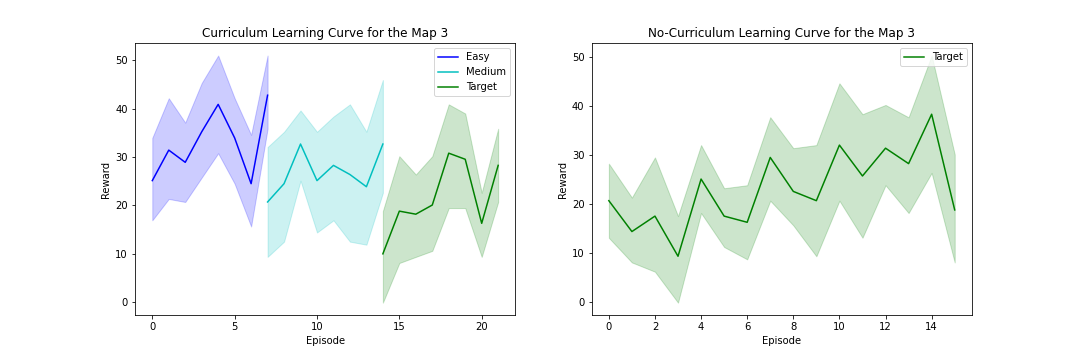 Curriculum Learning Curve for the Map 3
50
40
30
20
10
0
Reward
0
5
10
15
20
Episode
Easy
Medium
Target
No-Curriculum Learning Curve for the Map 3
50
40
30
20
10
0
Reward
0
2
4
6
8
10
12
14
Episode
Target